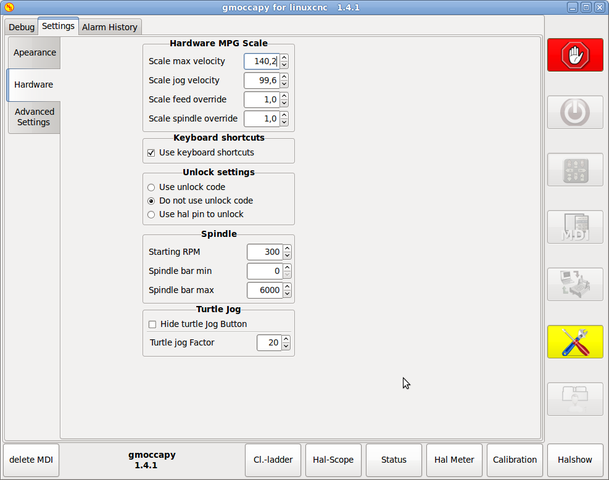 gmoccapy for linuxcnc 1.4.1
Debug Settings Alarm History
Apearance
Hardware
Advanced
Settings
Hardware MPG Scale
Scale max velocity 140,2
Scale jog velocity 99,6
Scale feed override 1,0
Scale spindle override 1,0
Keyboard shortcuts
Use keyboard shortcuts
Unlock settings
Use unlock code
Do not use unlock code
Use hal pin to unlock
Spindle
Starting RPM 300
Spindle bar min 0
Spindle bar max 6000
Turtle Jog
Hide turtle Jog Button
Turtle jog Factor 20
MDI
delete MDI
gmoccapy
1.4.1
Cl.-ladder
Hal-Scope
Status
Hal Meter
Calibration
Halshow